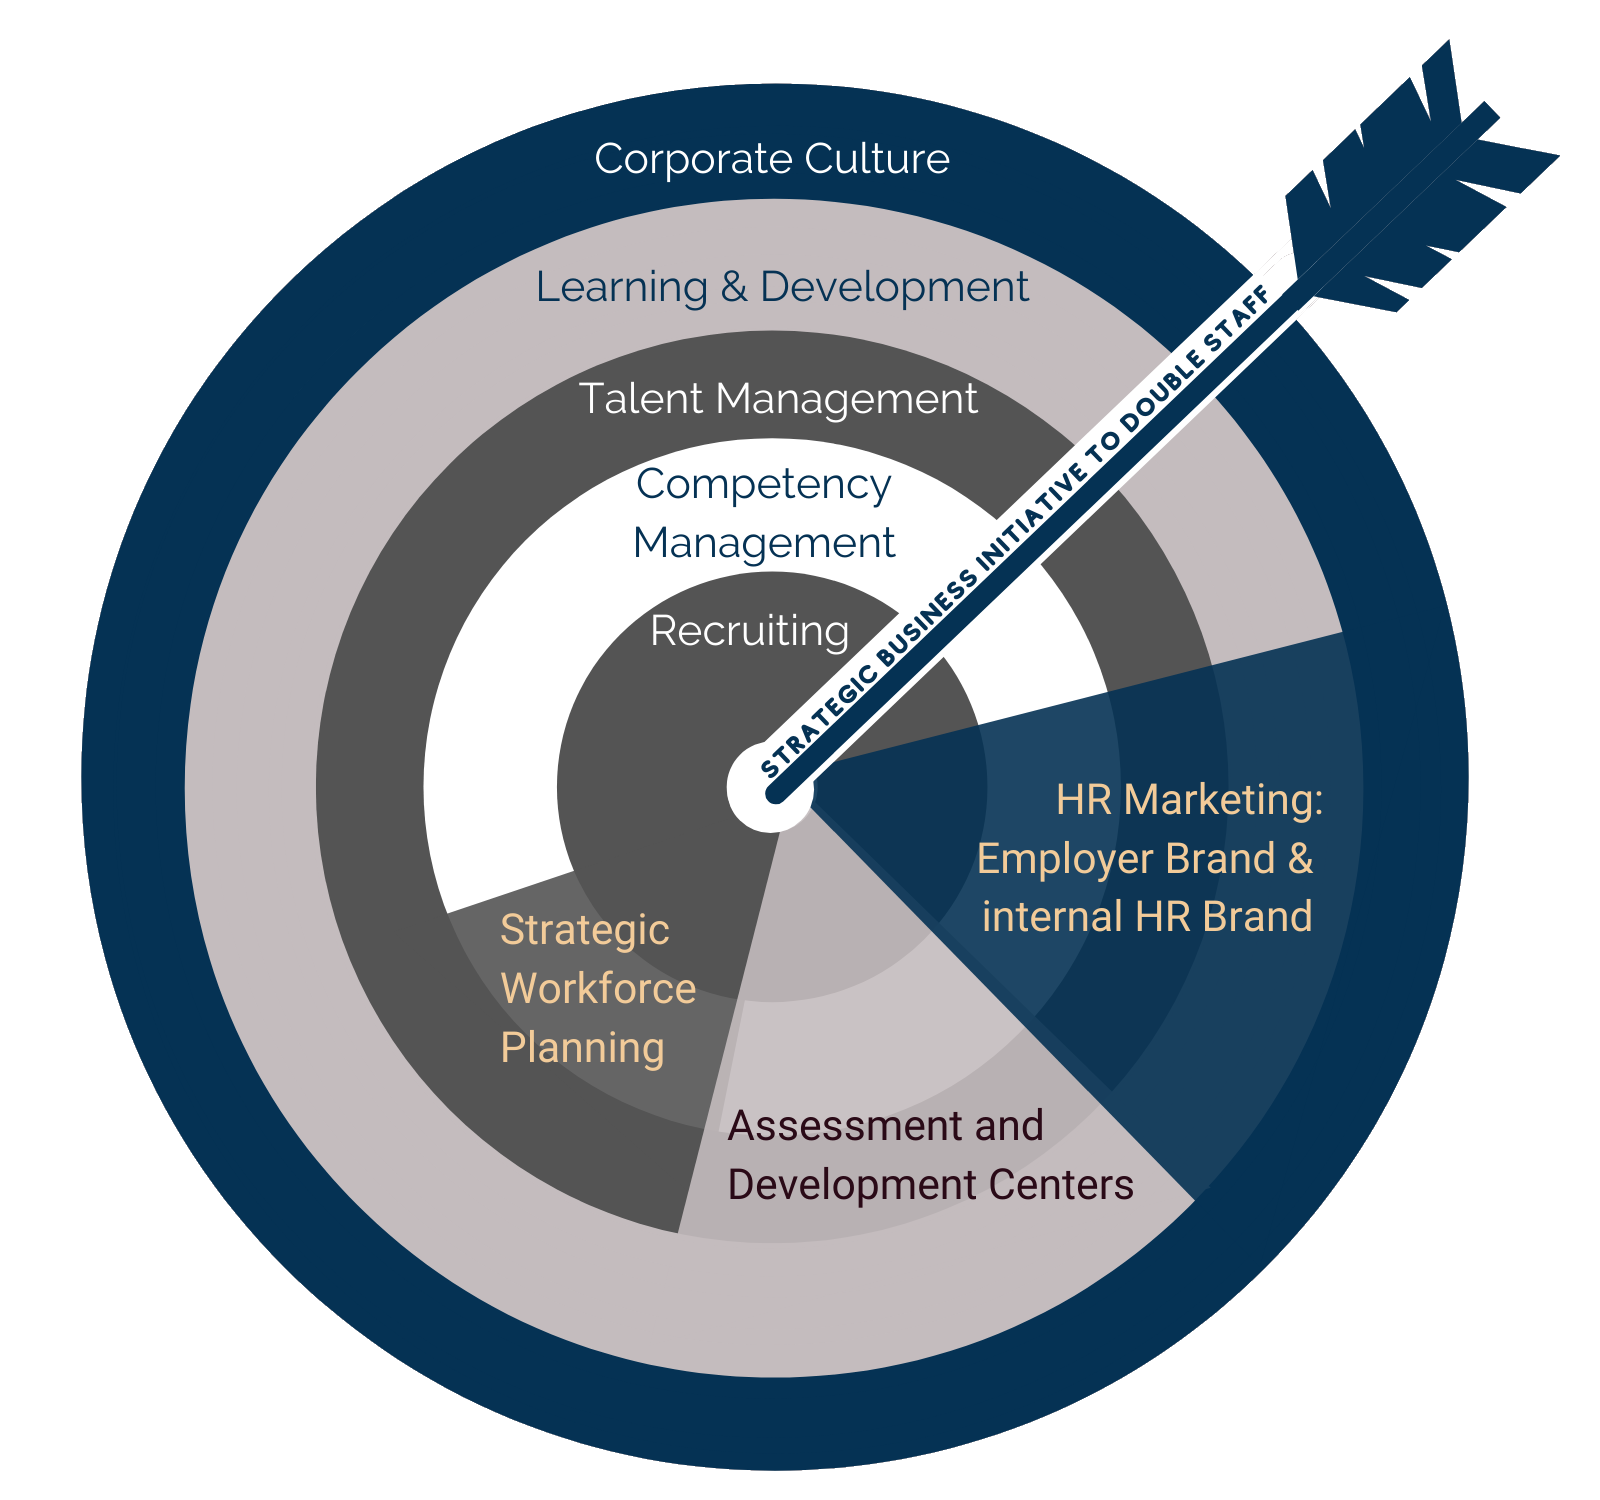 Corporate Culture
Learning & Development
Talent Management
Competency
Management
Recruiting
STRATEGIC BUSINESS INITIATIVE TO DOUBLE STAFF
HR Marketing:
Employer Brand &
internal HR Brand
Strategic
Workforce
Planning
Assessment and
Development Centers